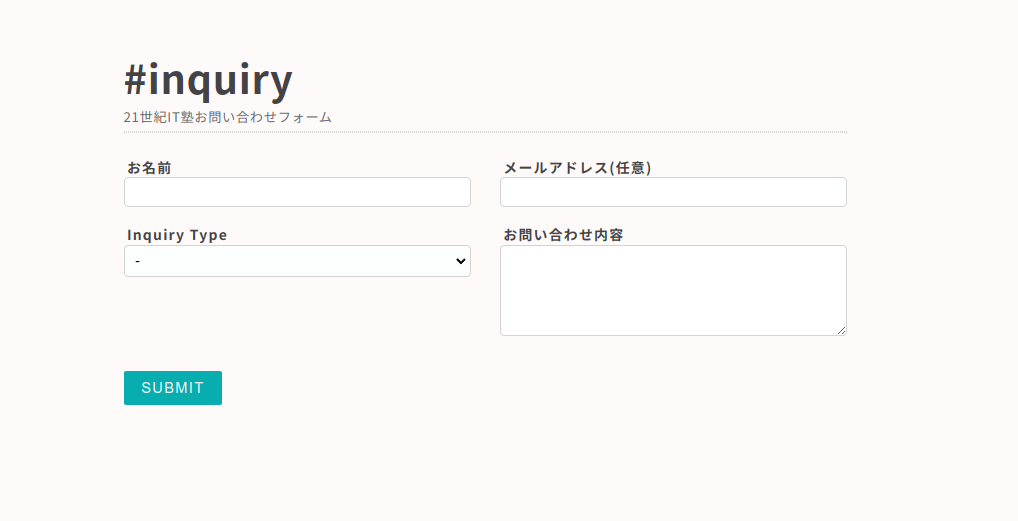 #inquiry
21世紀IT塾お問い合わせフォーム
お名前
メールアドレス(任意)
Inquiry Type
お問い合わせ内容
-
SUBMIT